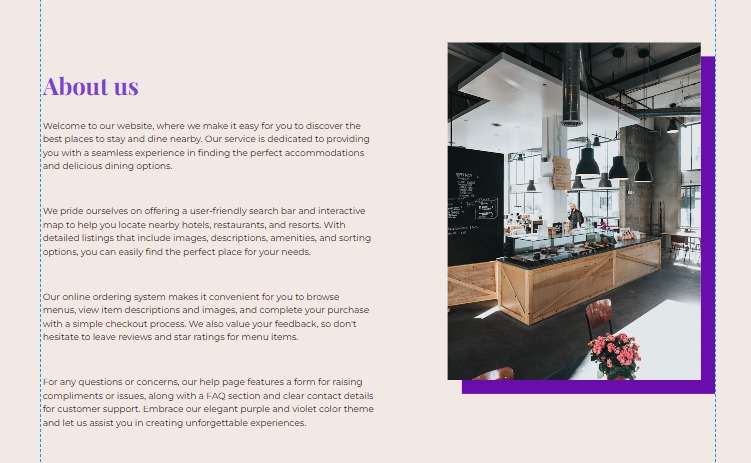 About us
Welcome to our website, where we make it easy for you to discover the
best places to stay and dine nearby. Our service is dedicated to providing
you with a seamless experience in finding the perfect accommodations
and delicious dining options.
We pride ourselves on offering a user-friendly search bar and interactive
map to help you locate nearby hotels, restaurants, and resorts. With
detailed listings that include images, descriptions, amenities, and sorting
options, you can easily find the perfect place for your needs.
Our online ordering system makes it convenient for you to browse
menus, view item descriptions and images, and complete your purchase
with a simple checkout process. We also value your feedback, so don't
hesitate to leave reviews and star ratings for menu items.
For any questions or concerns, our help page features a form for raising
compliments or issues, along with a FAQ section and clear contact details
for customer support. Embrace our elegant purple and violet color theme
and let us assist you in creating unforgettable experiences.